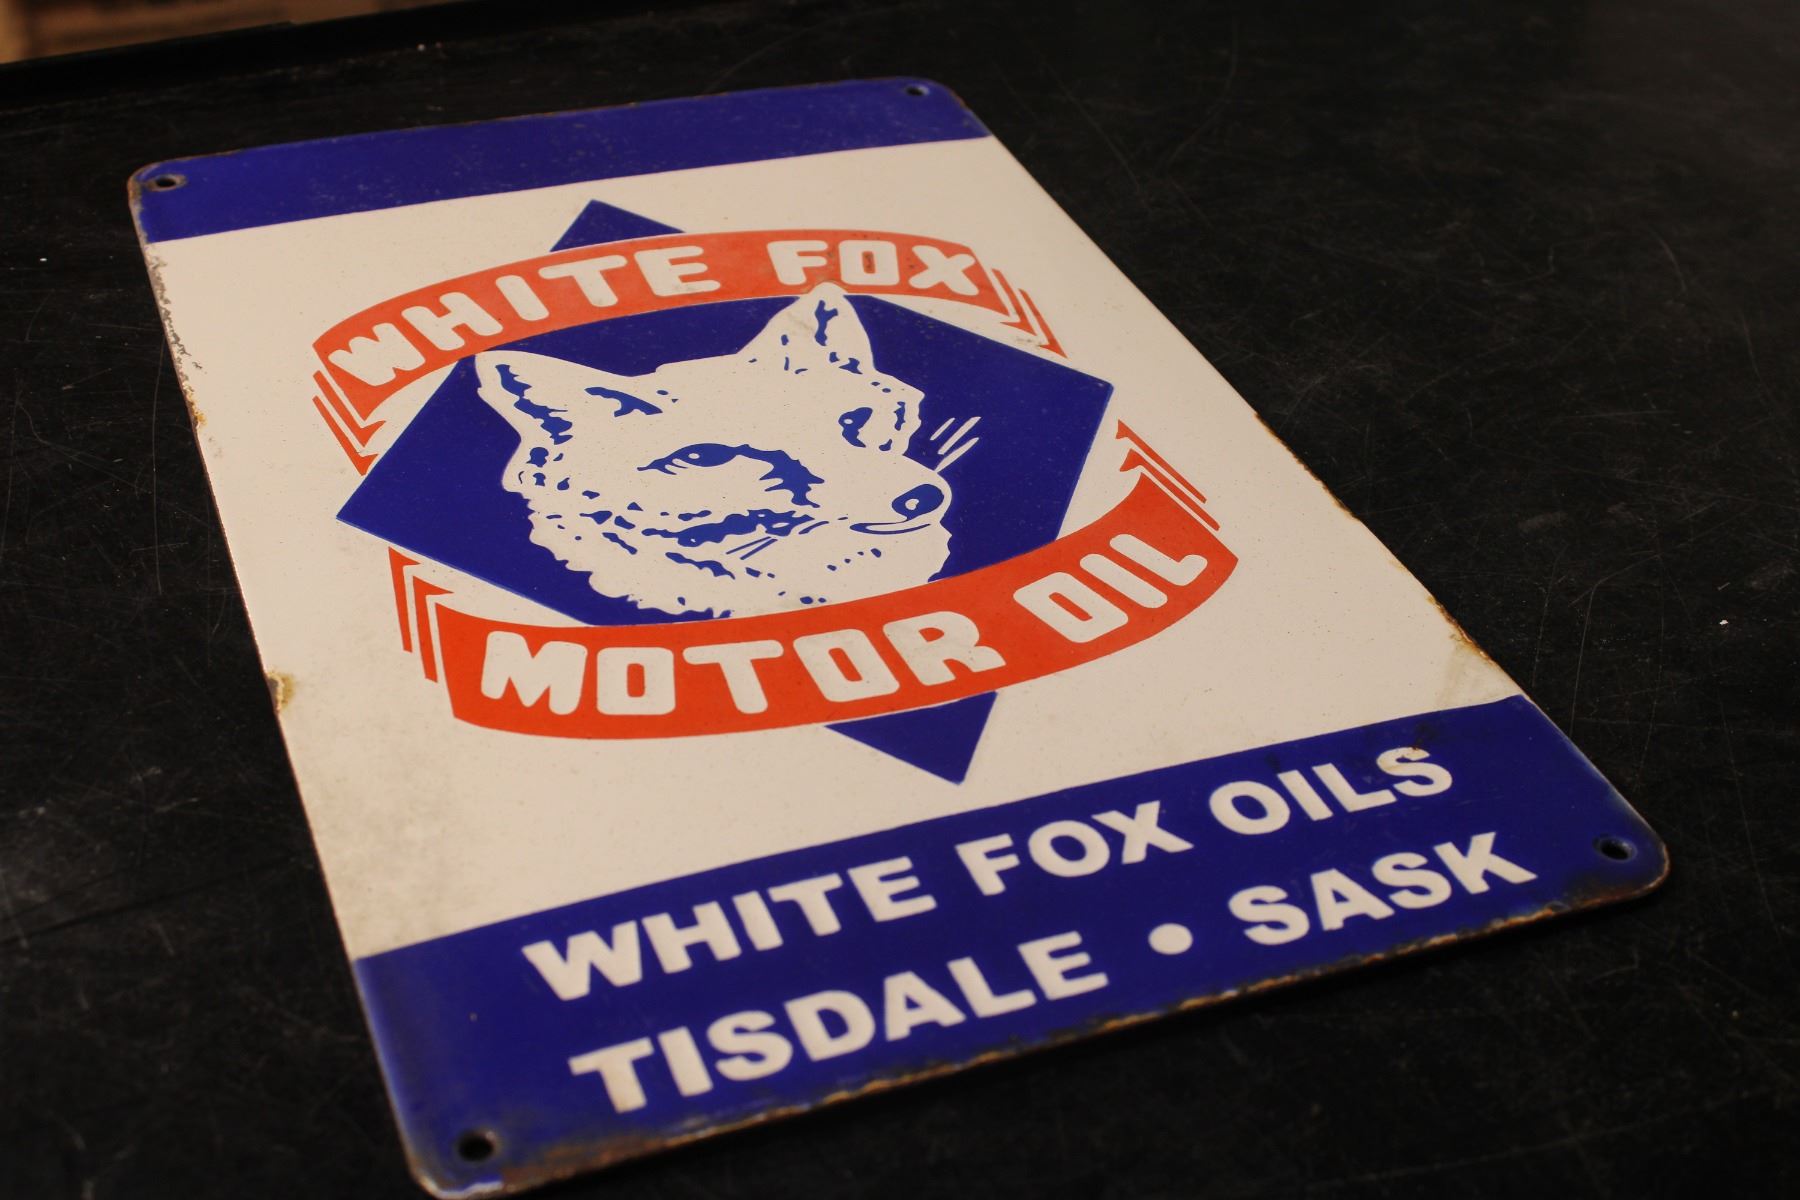 WHITE FOX
MOTOR OIL
WHITE FOX OILS
TISDALE • SASK